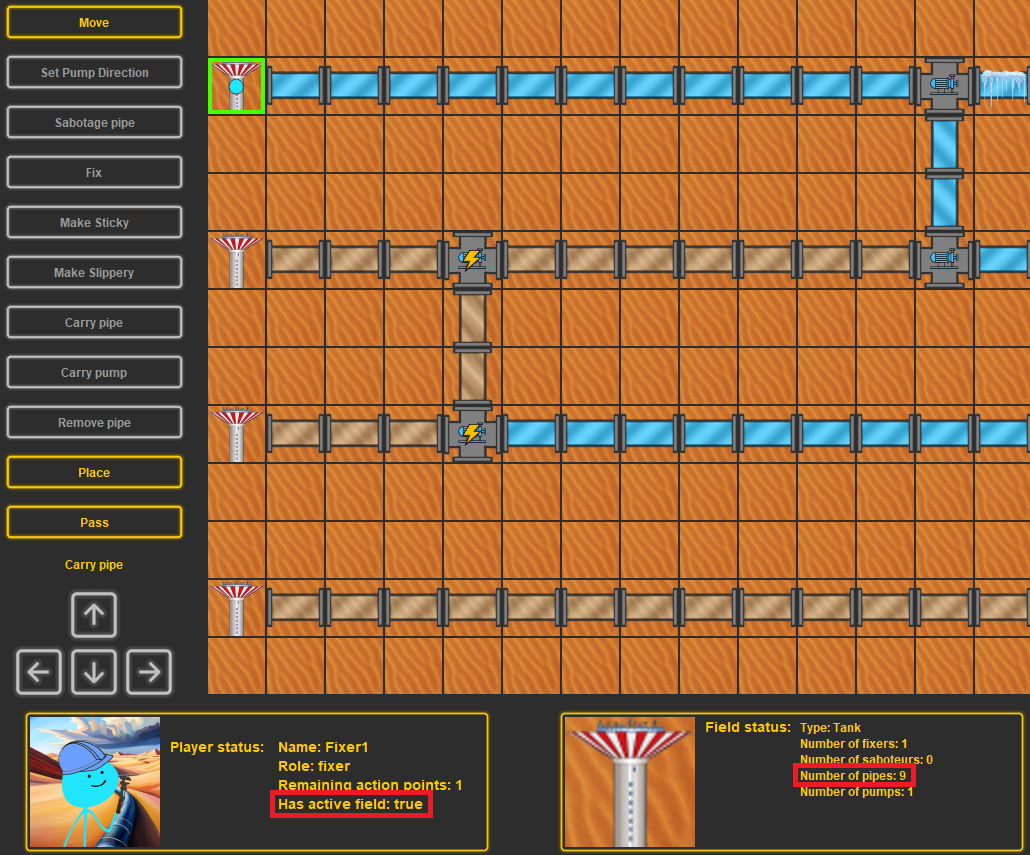 Move
Set Pump Direction
Sabotage pipe
Fix
Make Sticky
Make Slippery
Carry pipe
Carry pump
Remove pipe
Place
Pass
Carry pipe
Player status:
Name: Fixer1
Role: fixer
Remaining action points: 1
Has active field: true
Field status:
Type: Tank
Number of fixers: 1
Number of saboteurs: 0
Number of pipes: 9
Number of pumps: 1